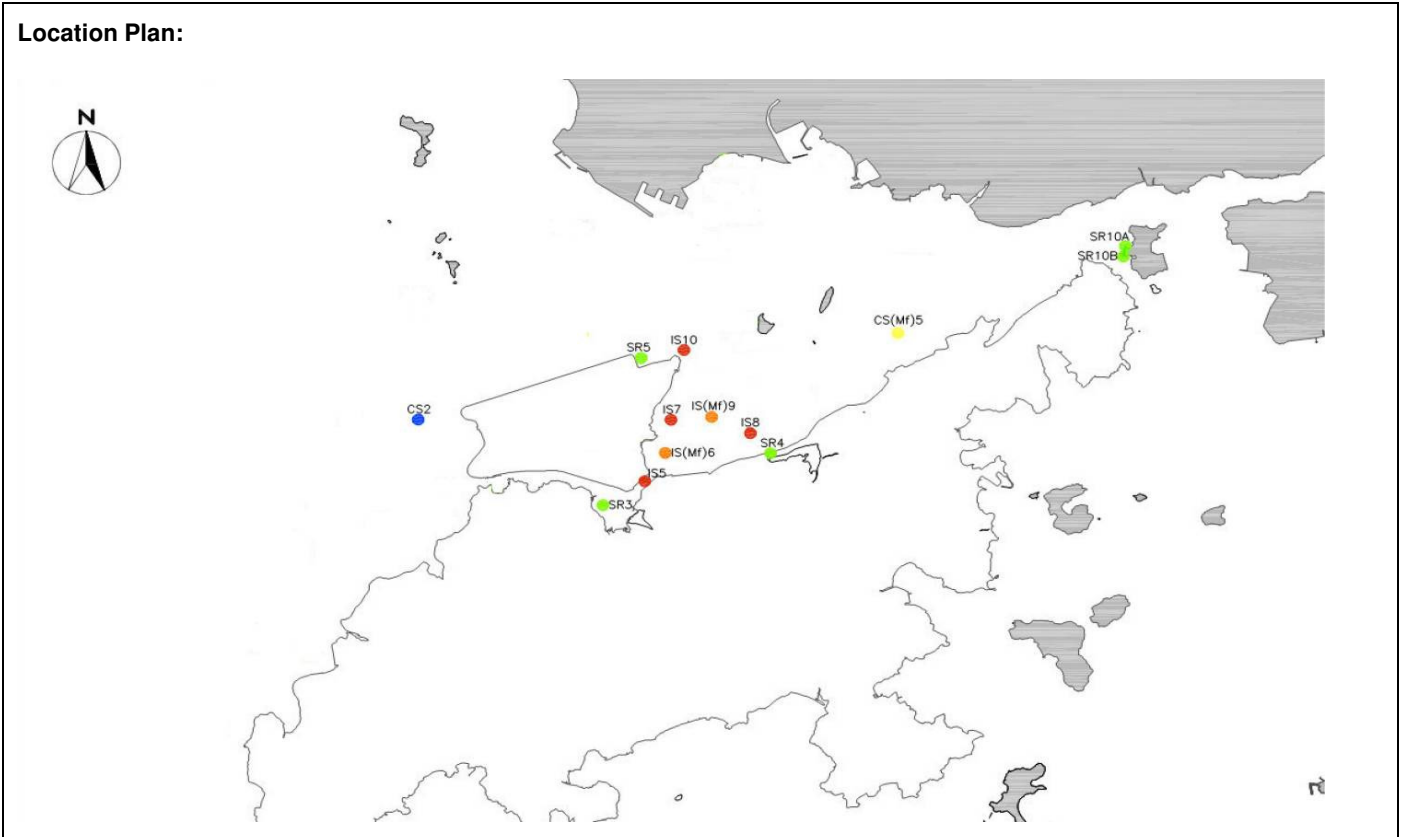 Location Plan:
N
SR10A
SR10B
CS(Mf)5
IS10
SR5
CS2
IS7
IS(Mf)9
IS8
SR4
IS(Mf)6
IS5
SR3